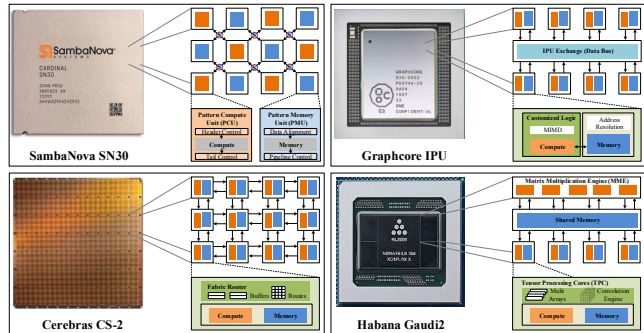 SambaNova
SYSTEMS
CARDINAL
SN30
Pattern Compute
Unit (PCU)
Header Control
Compute
Tail Control
Pattern Memory
Unit (PMU)
Data Alignment
Memory
Pipeline Control
SambaNova SN30
GRAPHCORE
CONFIDENTIAL
IPU Exchange (Data Bus)
Customized Logic
MIMD
Compute
Address
Resolution
Memory
Graphcore IPU
Fabric Router
Buffers
Routes
Compute
Memory
Cerebras CS-2
Matrix Multiplication Engine (MME)
Shared Memory
Tensor Processing Cores (TPC)
Multi
Arrays
Convolution
Engine
Compute
Memory
Habana Gaudi2